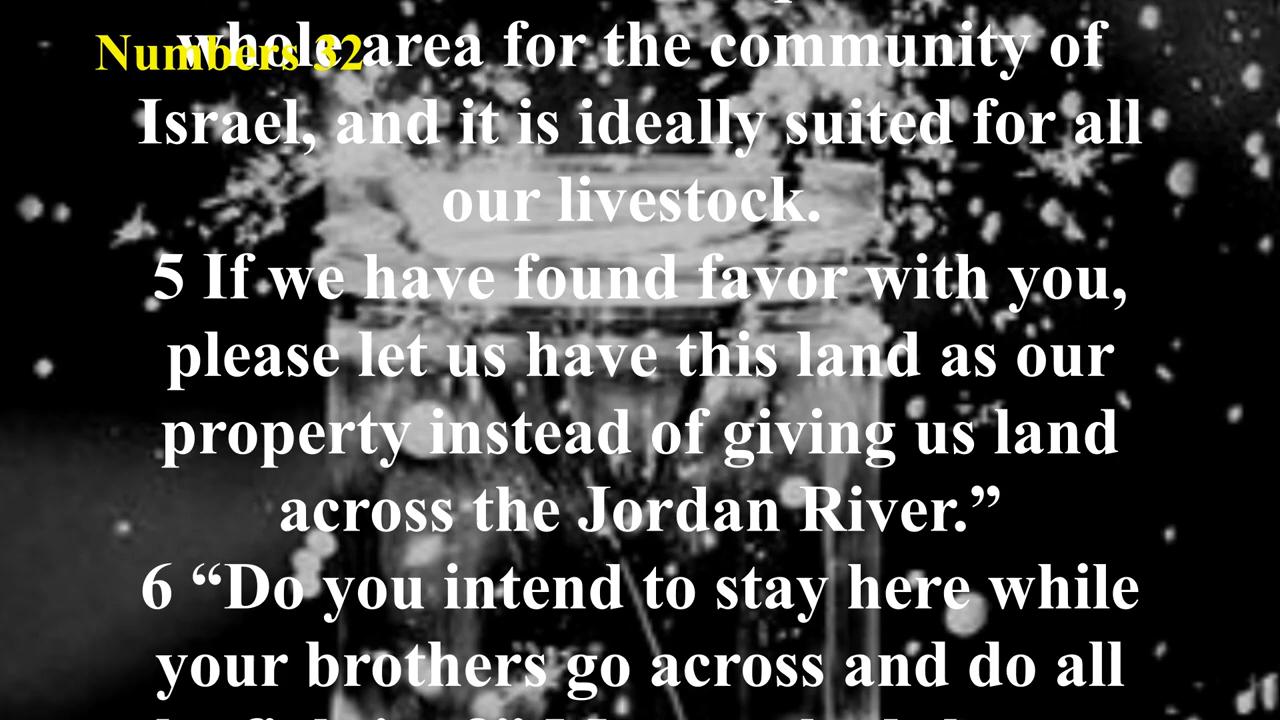 Numbers 32
whole area for the community of
Israel, and it is ideally suited for all
our livestock.
5 If we have found favor with you,
please let us have this land as our
property instead of giving us land
across the Jordan River.”
6 “Do you intend to stay here while
your brothers go across and do all